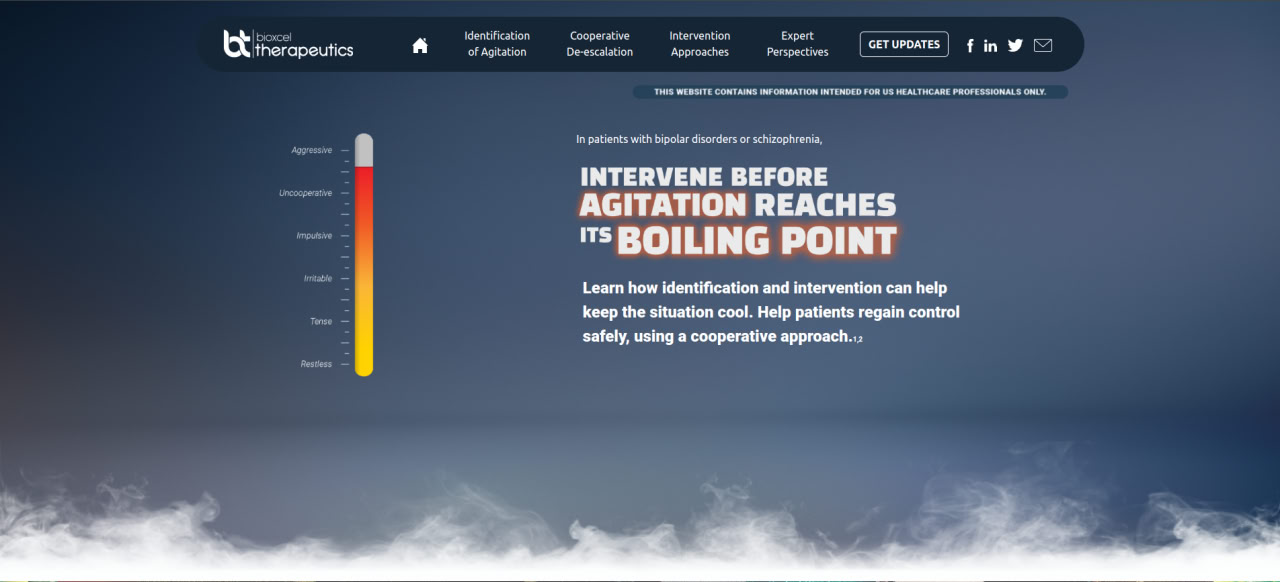 bioxcel
therapeutics
Identification
of Agitation
Cooperative
De-escalation
Intervention
Approaches
Expert
Perspectives
GET UPDATES
THIS WEBSITE CONTAINS INFORMATION INTENDED FOR US HEALTHCARE PROFESSIONALS ONLY.
Aggressive
Uncooperative
Impulsive
Irritable
Tense
Restless
In patients with bipolar disorders or schizophrenia,
INTERVENE BEFORE
AGITATION REACHES
ITS BOILING POINT
Learn how identification and intervention can help
keep the situation cool. Help patients regain control
safely, using a cooperative approach.1,2